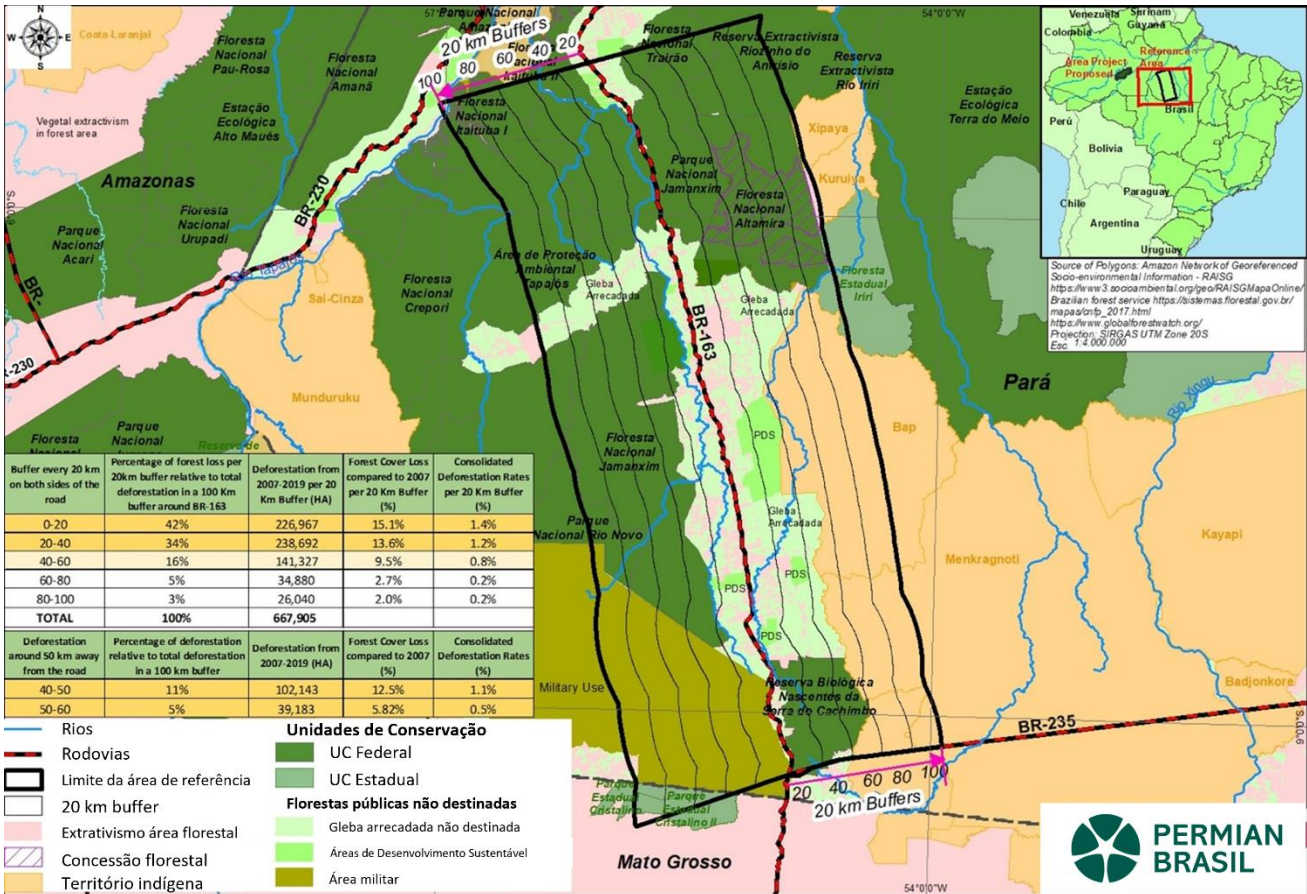 N
W
E
S
57°
20 km Buffers
100
80
60
40
20
Coata-Laranjal
Floresta
Nacional
Pau-Rosa
Floresta
Nacional
Amanã
Estação
Ecológica
Alto Maués
Vegetal extractivism
in forest area
Amazonas
Parque
Nacional
Acari
Floresta
Nacional
Urupadi
BR-230
Rio Tapajós
BR-
Sai-Cinza
Floresta
Nacional
Crepori
Munduruku
Parque
Nacional
Floresta
Nacional
Itaituba I
Floresta
Nacional
Trairão
Reserva Extractivista
Riozinho do
Anfrísio
Reserva
Extractivista
Rio Iriri
54°0'0"W
Estação
Ecológica
Terra do Meio
Xipaya
Kuruiya
Parque
Nacional
Jamanxim
Floresta
Nacional
Altamira
Área de Proteção
Ambiental
Tapajós
Gleba
Arrecadada
Gleba
Arrecadada
Floresta
Estadual
Iriri
BR-163
Pará
Rio Xingu
PDS
Bap
Floresta
Nacional
Jamanxim
Gleba
Arrecadada
Parque
Nacional Rio Novo
Kayapi
Menkragnoti
PDS
PDS
PDS
Military Use
Reserva Biológica
Nascentes da
Serra do Cachimbo
Badjonkore
BR-235
20
40
60
80
100
20 km Buffers
Parque
Estadual
Cristalino
Parque
Estadual
Cristalino II
Mato Grosso
54°0'0"W
Venezuela
Surinam
Guyana
Colombia
Area Project
Proposed
Reference
Area
Brasil
Perú
Bolivia
Paraguay
Chile
Argentina
Uruguay
Source of Polygons: Amazon Network of Georeferenced
Socio-environmental Information - RAISG
https://www3.socioambiental.org/geo/RAISGMapaOnline/
Brazilian forest service https://sistemas.florestal.gov.br/
mapas/cnfp_2017.html
https://www.globalforestwatch.org/
Projection: SIRGAS UTM Zone 20S
Esc. 1:4.000.000
Buffer every 20 km on both sides of the road Percentage of forest loss per 20km buffer relative to total deforestation in a 100 Km buffer around BR-163 Deforestation from 2007-2019 per 20 Km Buffer (HA) Forest Cover Loss compared to 2007 per 20 Km Buffer (%) Consolidated Deforestation Rates per 20 Km Buffer (%)
0-20 42% 226,967 15.1% 1.4%
20-40 34% 238,692 13.6% 1.2%
40-60 16% 141,327 9.5% 0.8%
60-80 5% 34,880 2.7% 0.2%
80-100 3% 26,040 2.0% 0.2%
TOTAL 100% 667,905
Deforestation around 50 km away from the road Percentage of deforestation relative to total deforestation in a 100 km buffer Deforestation from 2007-2019 (HA) Forest Cover Loss compared to 2007 (%) Consolidated Deforestation Rates (%)
40-50 11% 102,143 12.5% 1.1%
50-60 5% 39,183 5.82% 0.5%
Rios
Rodovias
Limite da área de referência
20 km buffer
Extrativismo área florestal
Concessão florestal
Território indígena
Unidades de Conservação
UC Federal
UC Estadual
Florestas públicas não destinadas
Gleba arrecadada não destinada
Áreas de Desenvolvimento Sustentável
Área militar
PERMIAN
BRASIL